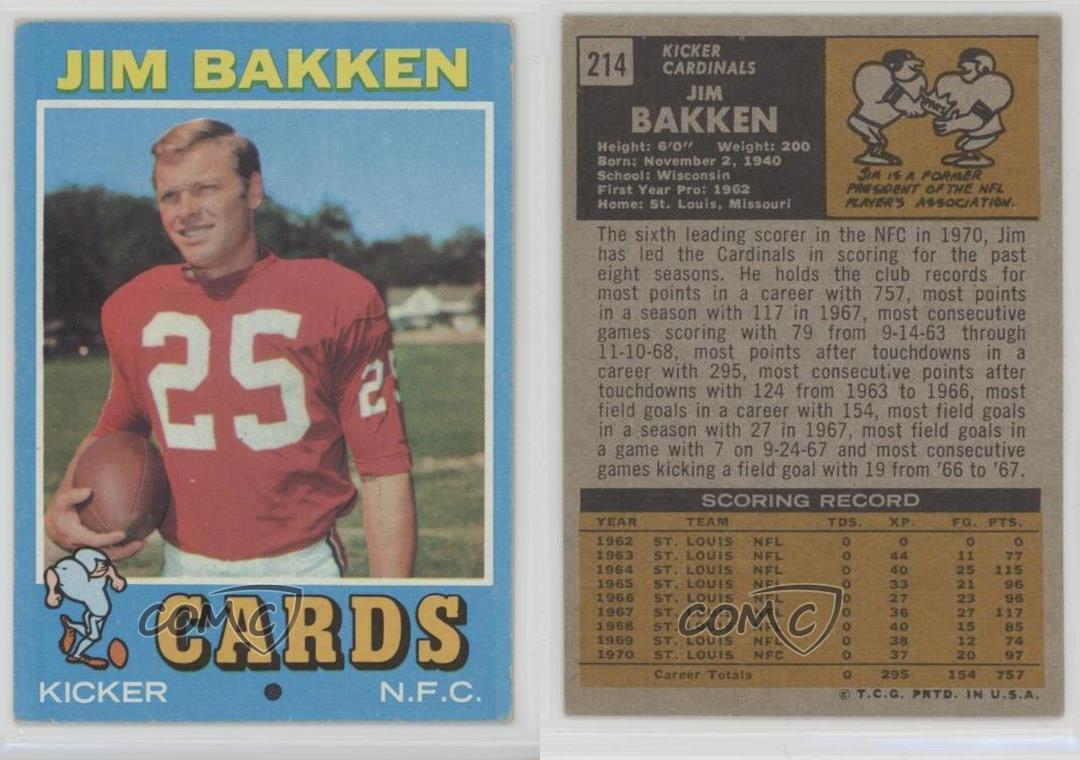 JIM BAKKEN
25
25
CARDS
KICKER
N.F.C.
COMC
214
KICKER
CARDINALS
JIM
BAKKEN
Height: 6'0" Weight: 200
Born: November 2, 1940
School: Wisconsin
First Year Pro: 1962
Home: St. Louis, Missouri
JIM IS A FORMER
PRESIDENT OF THE NFL
PLAYER'S ASSOCIATION.
The sixth leading scorer in the NFC in 1970, Jim
has led the Cardinals in scoring for the past
eight seasons. He holds the club records for
most points in a career with 757, most points
in a season with 117 in 1967, most consecutive
games scoring with 79 from 9-14-63 through
11-10-68, most points after touchdowns in a
career with 295, most consecutive points after
touchdowns with 124 from 1963 to 1966, most
field goals in a career with 154, most field goals
in a season with 27 in 1967, most field goals in
a game with 7 on 9-24-67 and most consecutive
games kicking a field goal with 19 from '66 to '67.
SCORING RECORD
YEAR TEAM TDS. XP. FG. PTS.
1962 ST. LOUIS NFL 0 0 0 0
1963 ST. LOUIS NFL 0 44 11 77
1964 ST. LOUIS NFL 0 40 25 115
1965 ST. LOUIS NFL 0 33 21 96
1966 ST. LOUIS NFL 0 27 23 96
1967 ST. LOUIS NFL 0 36 27 117
1968 ST. LOUIS NFL 0 40 15 85
1969 ST. LOUIS NFL 0 38 12 74
1970 ST. LOUIS NFC 0 37 20 97
Career Totals 0 295 154 757
COMC
© T.C.G. PRTD. IN U.S.A.